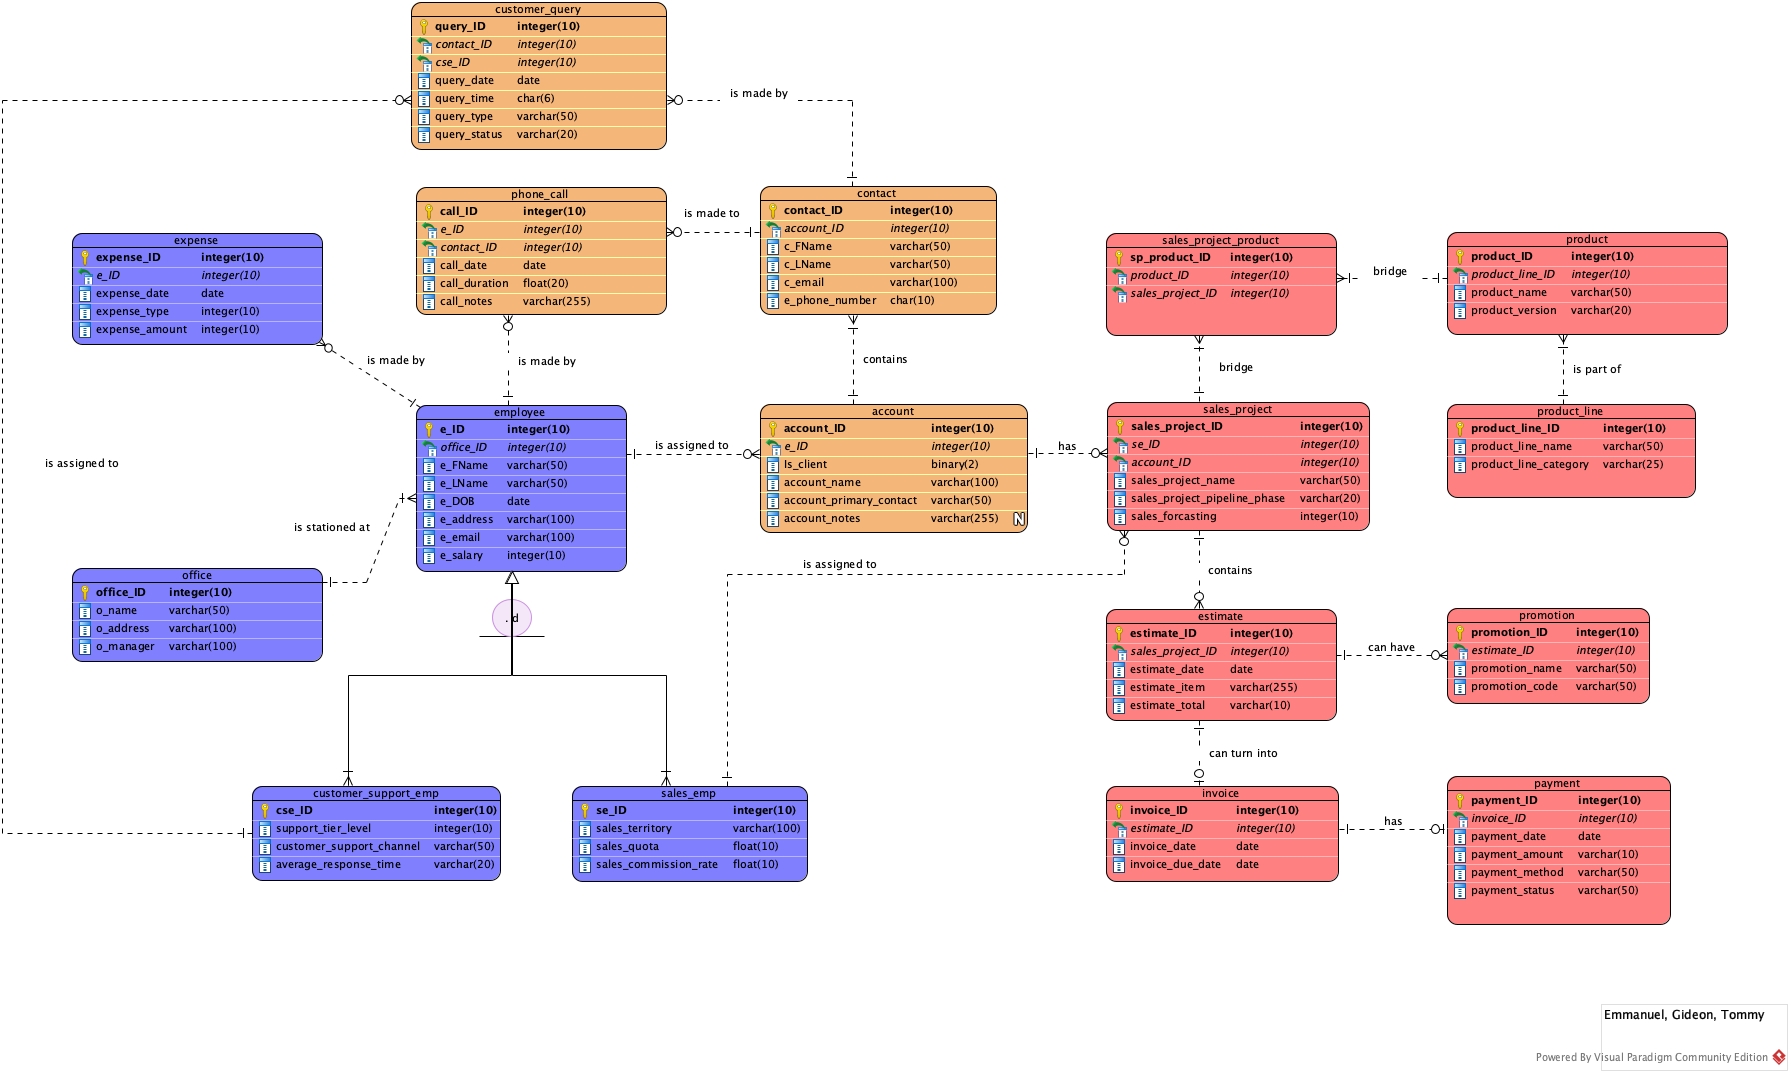 customer_query
query_ID integer(10)
contact_ID integer(10)
cse_ID integer(10)
query_date date
query_time char(6)
query_type varchar(50)
query_status varchar(20)
is made by
phone_call
call_ID integer(10)
e_ID integer(10)
contact_ID integer(10)
call_date date
call_duration float(20)
call_notes varchar(255)
is made to
contact
contact_ID integer(10)
account_ID integer(10)
c_FName varchar(50)
c_LName varchar(50)
c_email varchar(100)
e_phone_number char(10)
expense
expense_ID integer(10)
e_ID integer(10)
expense_date date
expense_type integer(10)
expense_amount integer(10)
sales_project_product
sp_product_ID integer(10)
product_ID integer(10)
sales_project_ID integer(10)
bridge
product
product_ID integer(10)
product_line_ID integer(10)
product_name varchar(50)
product_version varchar(20)
is made by
is made by
contains
bridge
is part of
employee
e_ID integer(10)
office_ID integer(10)
e_FName varchar(50)
e_LName varchar(50)
e_DOB date
e_address varchar(100)
e_email varchar(100)
e_salary integer(10)
is assigned to
account
account_ID integer(10)
e_ID integer(10)
Is_client binary(2)
account_name varchar(100)
account_primary_contact varchar(50)
account_notes varchar(255) N
has
sales_project
sales_project_ID integer(10)
se_ID integer(10)
account_ID integer(10)
sales_project_name varchar(50)
sales_project_pipeline_phase varchar(20)
sales_forcasting integer(10)
product_line
product_line_ID integer(10)
product_line_name varchar(50)
product_line_category varchar(25)
is assigned to
is stationed at
office
office_ID integer(10)
o_name varchar(50)
o_address varchar(100)
o_manager varchar(100)
d
is assigned to
contains
estimate
estimate_ID integer(10)
sales_project_ID integer(10)
estimate_date date
estimate_item varchar(255)
estimate_total varchar(10)
can have
promotion
promotion_ID integer(10)
estimate_ID integer(10)
promotion_name varchar(50)
promotion_code varchar(50)
can turn into
customer_support_emp
cse_ID integer(10)
support_tier_level integer(10)
customer_support_channel varchar(50)
average_response_time varchar(20)
sales_emp
se_ID integer(10)
sales_territory varchar(100)
sales_quota float(10)
sales_commission_rate float(10)
invoice
invoice_ID integer(10)
estimate_ID integer(10)
invoice_date date
invoice_due_date date
has
payment
payment_ID integer(10)
invoice_ID integer(10)
payment_date date
payment_amount varchar(10)
payment_method varchar(50)
payment_status varchar(50)
Emmanuel, Gideon, Tommy
Powered By Visual Paradigm Community Edition